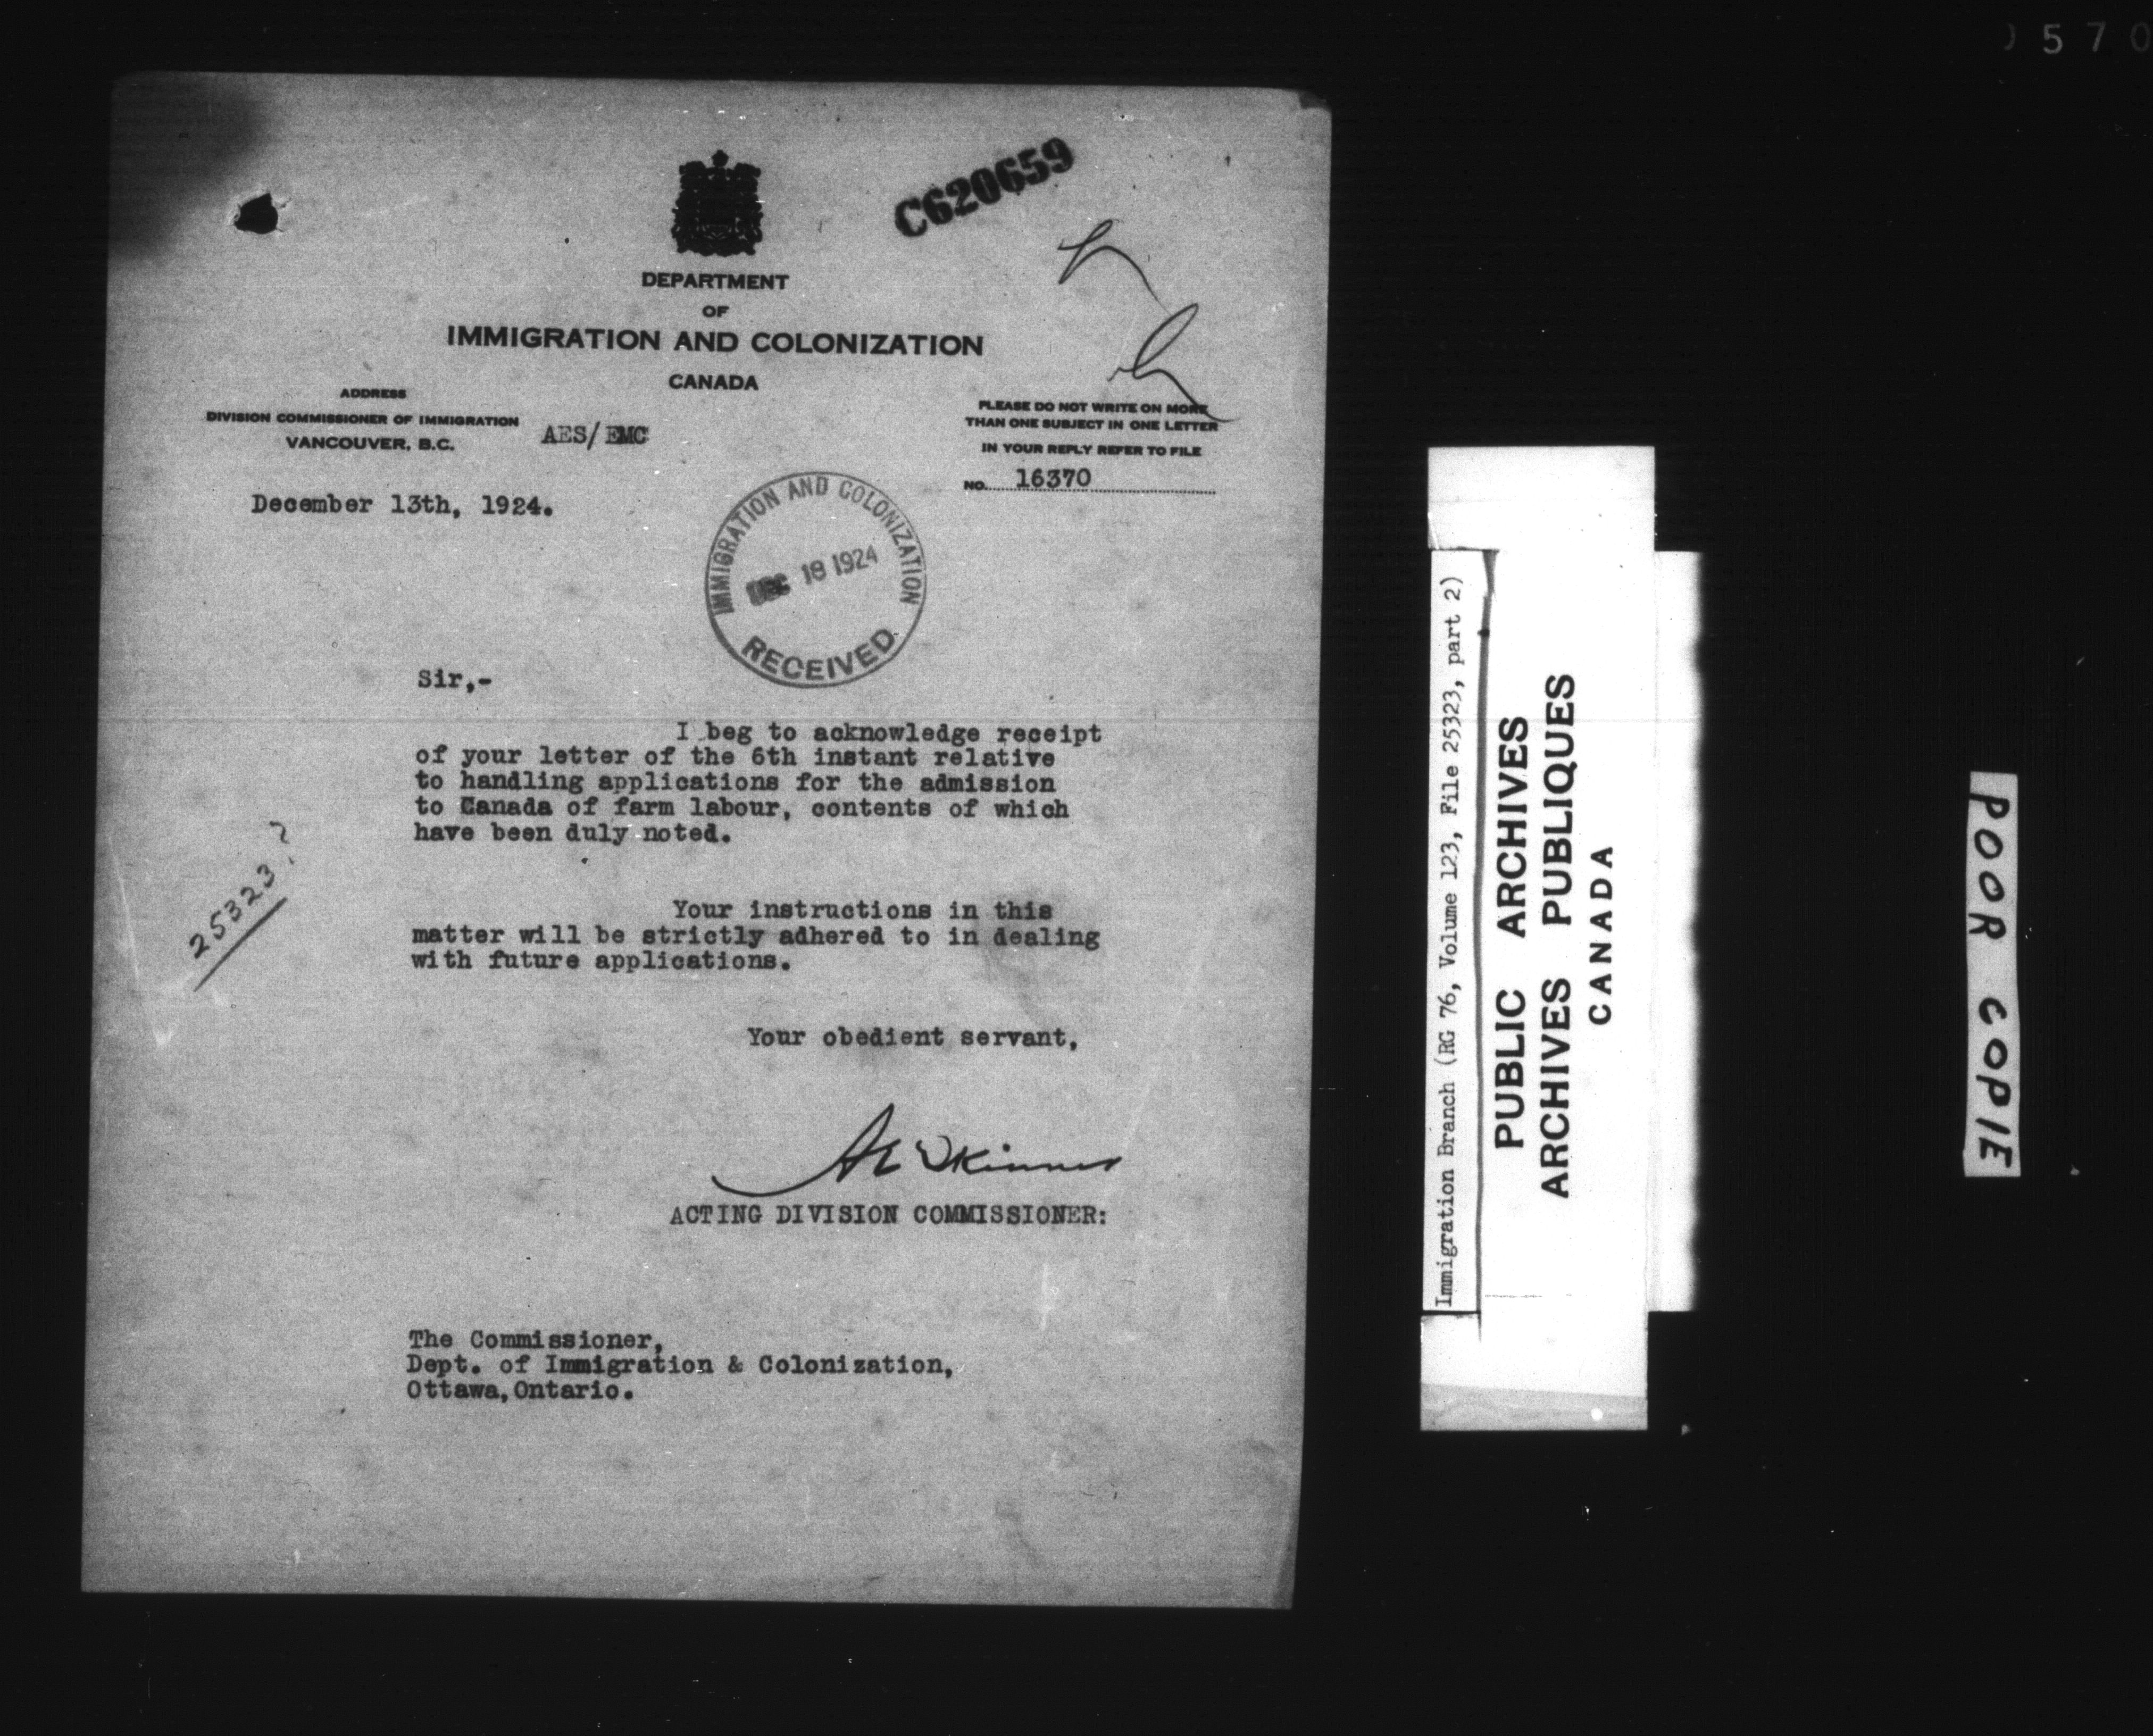 570
C620659
DEPARTMENT
OF
IMMIGRATION AND COLONIZATION
CANADA
ADDRESS
DIVISION COMMISSIONER OF IMMIGRATION
VANCOUVER, B.C.
AES/EMC
PLEASE DO NOT WRITE ON MORE
THAN ONE SUBJECT IN ONE LETTER
IN YOUR REPLY REFER TO FILE
NO. 16370
December 13th, 1924.
IMMIGRATION AND COLONIZATION
DEC 18 1924
RECEIVED
Sir,-
I beg to acknowledge receipt
of your letter of the 6th instant relative
to handling applications for the admission
to Canada of farm labour, contents of which
have been duly noted.
25323?
Your instructions in this
matter will be strictly adhered to in dealing
with future applications.
Your obedient servant,
Skinner
ACTING DIVISION COMMISSIONER:
The Commissioner,
Dept. of Immigration & Colonization,
Ottawa,Ontario.
Immigration Branch (RG 76, Volume 123, File 25323, part 2)
PUBLIC ARCHIVES
ARCHIVES PUBLIQUES
CANADA
POOR COPIE